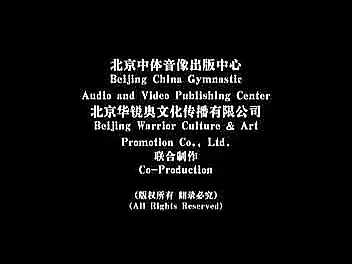 北京中体音像出版中心
Beijing China Gymnastic
Audio and Video Publishing Center
北京华锐奥文化传播有限公司
Beijing Warrior Culture & Art
Promotion Co., Ltd.
联合制作
Co-Production
(版权所有 翻录必究)
(All Rights Reserved)